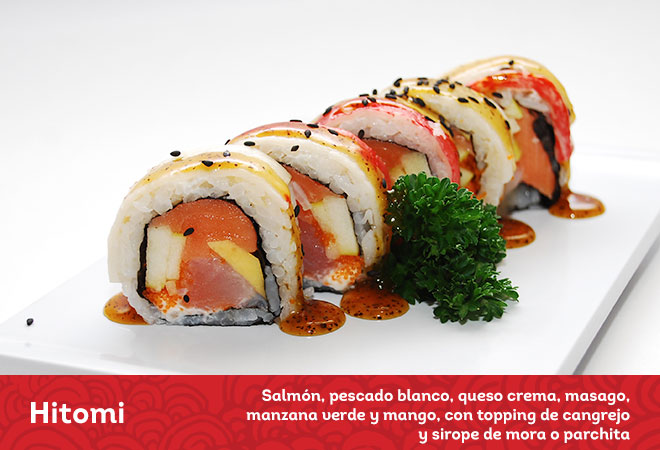 Hitomi
Salmón, pescado blanco, queso crema, masago,
manzana verde y mango, con topping de cangrejo
y sirope de mora o parchita